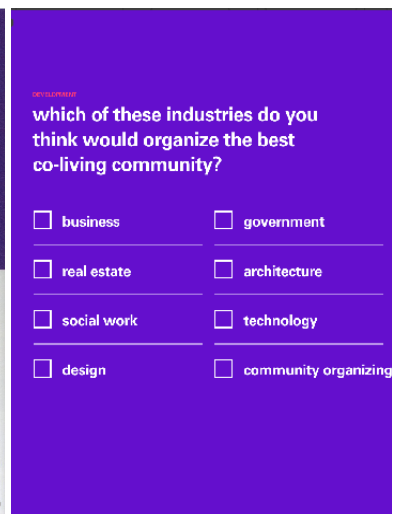 DEVELOPMENT
which of these industries do you
think would organize the best
co-living community?
business
government
real estate
architecture
social work
technology
design
community organizing